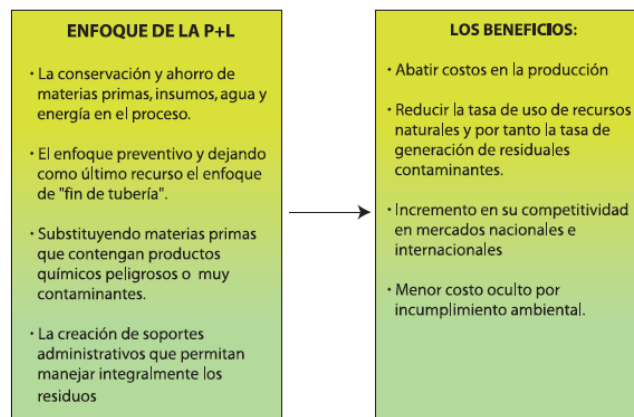 ENFOQUE DE LA P+L
· La conservación y ahorro de
materias primas, insumos, agua y
energía en el proceso.
· El enfoque preventivo y dejando
como último recurso el enfoque
de "fin de tubería".
· Substituyendo materias primas
que contengan productos
químicos peligrosos o muy
contaminantes.
· La creación de soportes
administrativos que permitan
manejar integralmente los
residuos
LOS BENEFICIOS:
· Abatir costos en la producción
· Reducir la tasa de uso de recursos
naturales y por tanto la tasa de
generación de residuales
contaminantes.
· Incremento en su competitividad
en mercados nacionales e
internacionales
· Menor costo oculto por
incumplimiento ambiental.